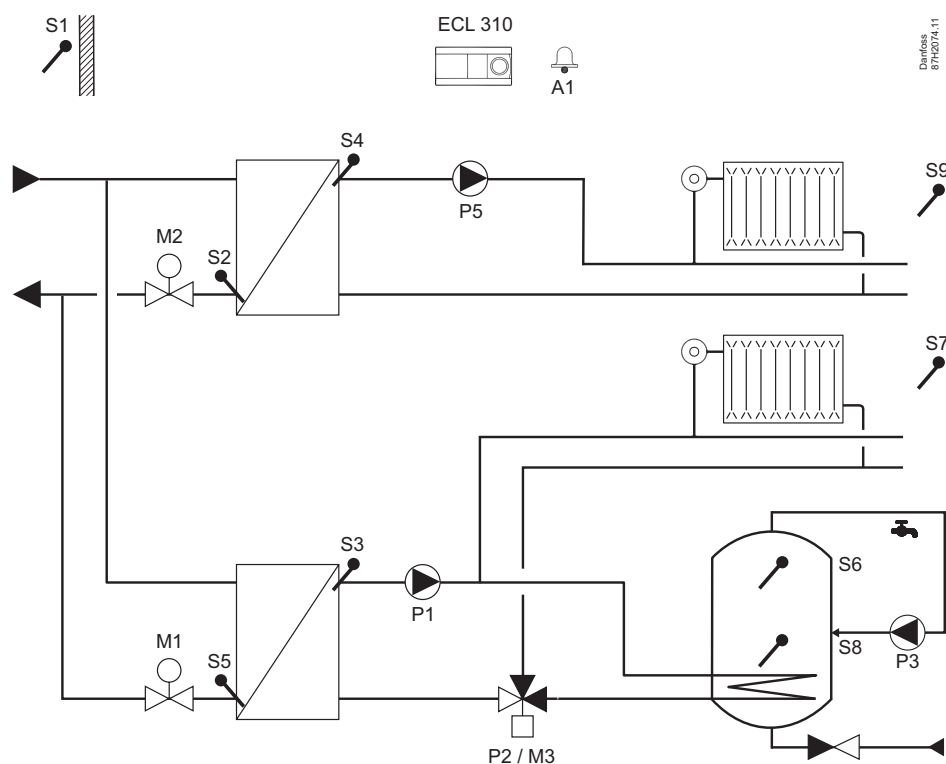 S1
ECL 310
A1
Danfoss
87H2074.11
S4
P5
S9
M2
S2
S7
S3
P1
S6
M1
S5
S8
P3
P2 / M3